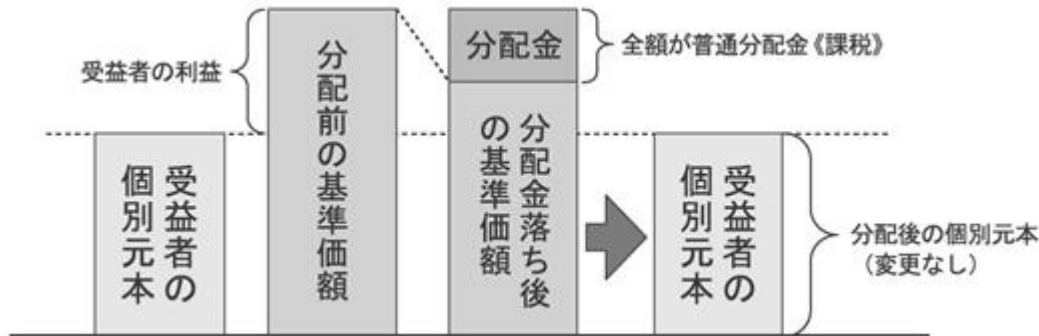 受益者の利益
受益者の
個別元本
分配前の基準価額
分配金
全額が普通分配金《課税》
分配金落ち後
の基準価額
受益者の
個別元本
分配後の個別元本
（変更なし）